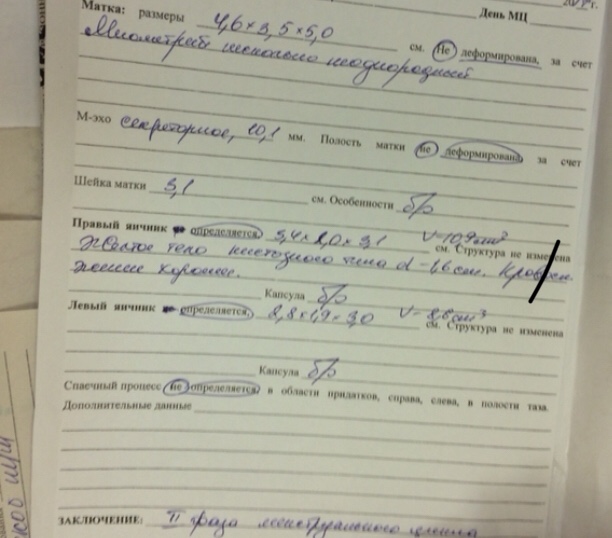 День МЦ
Матка: размеры 4,6 х 3,5 х 5,0 см. Не деформирована, за счет
Миометрий несколько неоднородный
М-эхо секреторное, 10,1 мм. Полость матки не деформирована за счет
Шейка матки 3,1 см. Особенности б/о
Правый яичник определяется, 3,4 х 2,0 х 3,1 V=10,9 см³
см. Структура не изменена
Желтое тело кистозного типа d-1,6 см.
хорошее.
Капсула б/о
Левый яичник определяется, 2,8 х 1,9 х 3,0 V=8,6 см³
см. Структура не изменена
Капсула б/о
Спаечный процесс не определяется, в области придатков, справа, слева, в полости таза.
Дополнительные данные
ЗАКЛЮЧЕНИЕ: II фаза менструального цикла